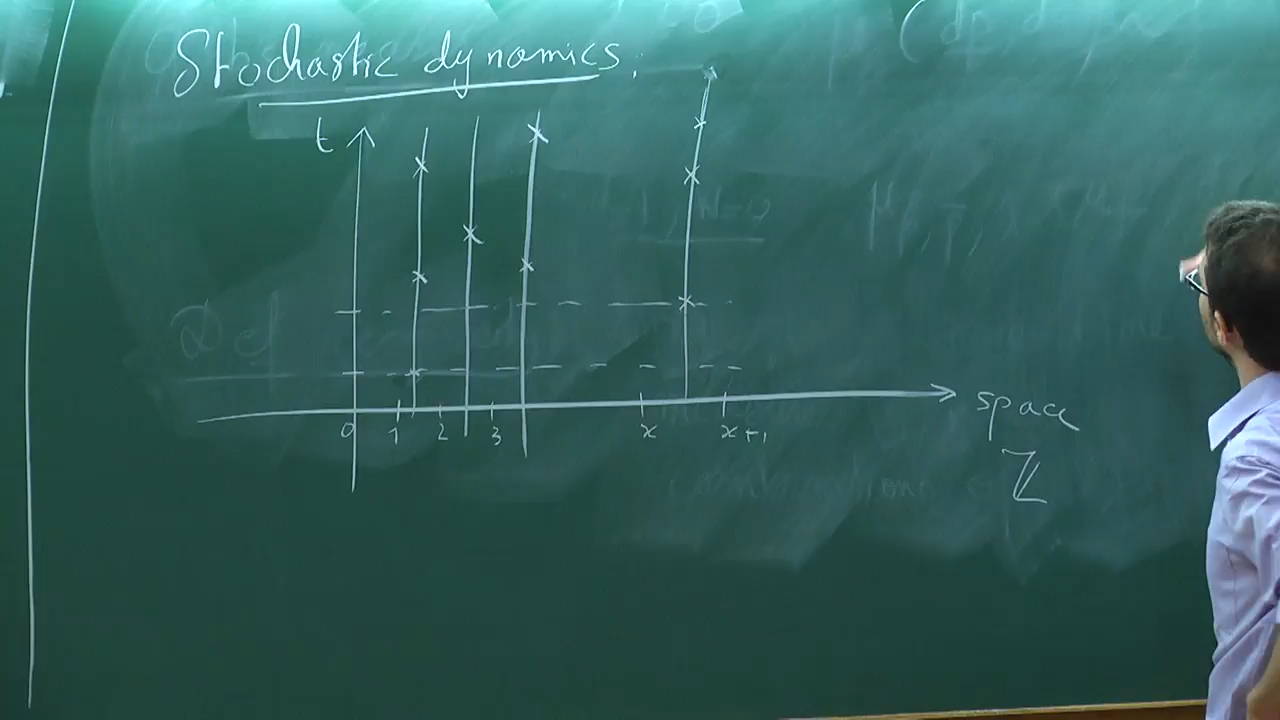 Stochastic dynamics:
t
0 1 2 3 x x+1
space
ℤ